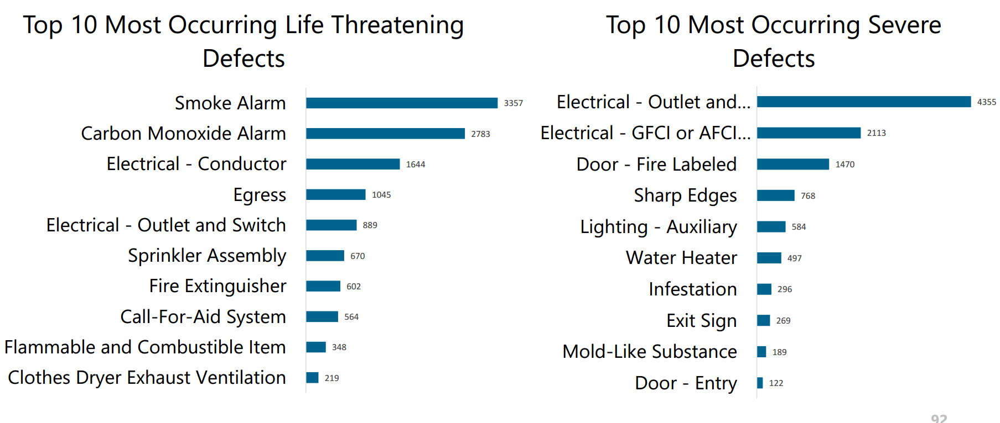 Top 10 Most Occurring Life Threatening
Defects
Smoke Alarm 3357
Carbon Monoxide Alarm 2783
Electrical - Conductor 1644
Egress 1045
Electrical - Outlet and Switch 889
Sprinkler Assembly 670
Fire Extinguisher 602
Call-For-Aid System 564
Flammable and Combustible Item 348
Clothes Dryer Exhaust Ventilation 219
Top 10 Most Occurring Severe
Defects
Electrical - Outlet and... 4355
Electrical - GFCI or AFCI... 2113
Door - Fire Labeled 1470
Sharp Edges 768
Lighting - Auxiliary 584
Water Heater 497
Infestation 296
Exit Sign 269
Mold-Like Substance 189
Door - Entry 122
92